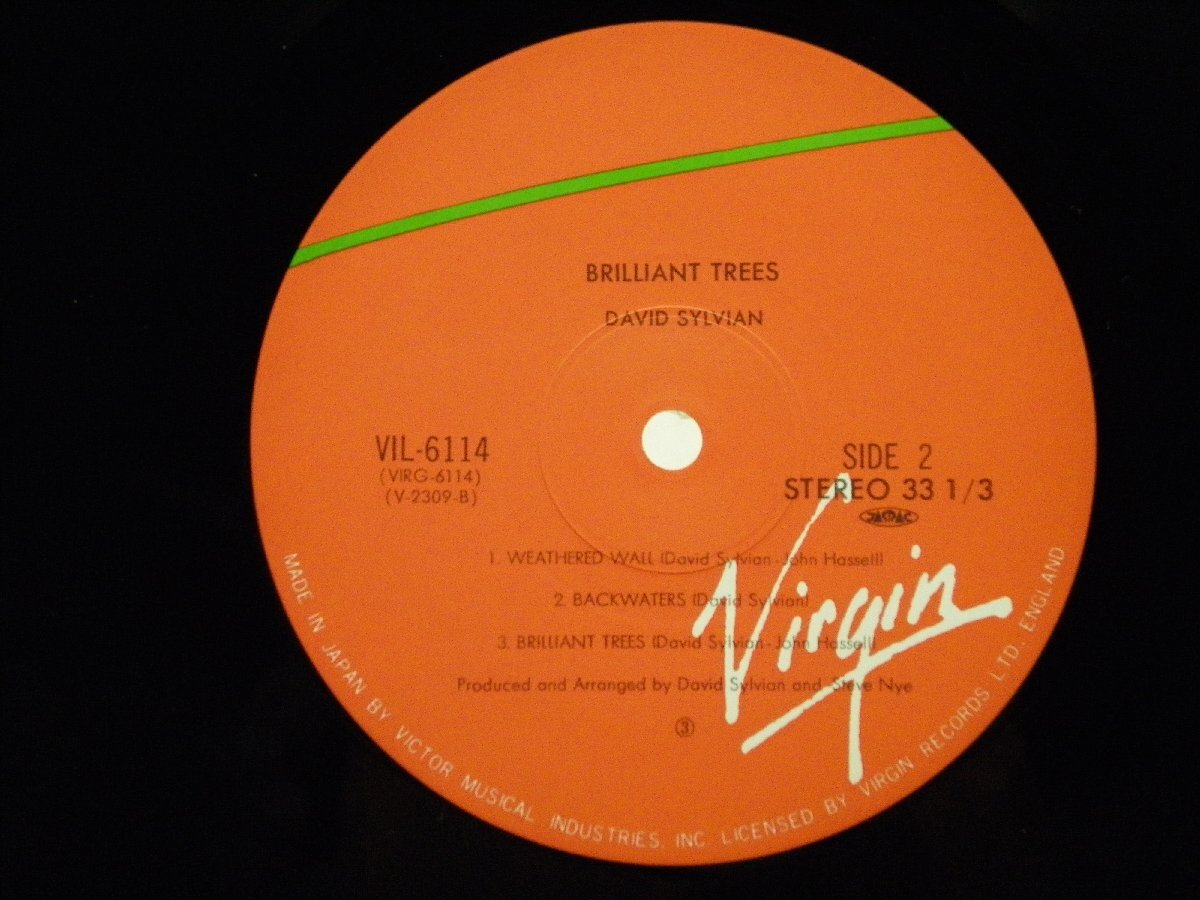 BRILLIANT TREES
DAVID SYLVIAN
VIL-6114
(VIRG-6114)
(V-2309-B)
SIDE 2
STEREO 33 1/3
JASRAC
1. WEATHERED WALL (David Sylvian-John Hassell)
2. BACKWATERS (David Sylvian)
3. BRILLIANT TREES (David Sylvian-John Hassell)
Produced and Arranged by David Sylvian and Steve Nye
③
Virgin
MADE IN JAPAN BY VICTOR MUSICAL INDUSTRIES, INC. LICENSED BY VIRGIN RECORDS LTD. ENGLAND